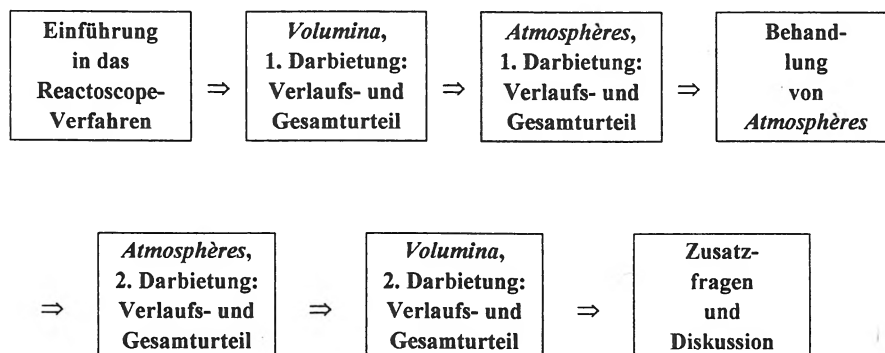 Einführung
in das
Reactoscope-
Verfahren
⇒
Volumina,
1. Darbietung:
Verlaufs- und
Gesamturteil
⇒
Atmosphères,
1. Darbietung:
Verlaufs- und
Gesamturteil
⇒
Behand-
lung
von
Atmosphères
⇒
Atmosphères,
2. Darbietung:
Verlaufs- und
Gesamturteil
⇒
Volumina,
2. Darbietung:
Verlaufs- und
Gesamturteil
⇒
Zusatz-
fragen
und
Diskussion